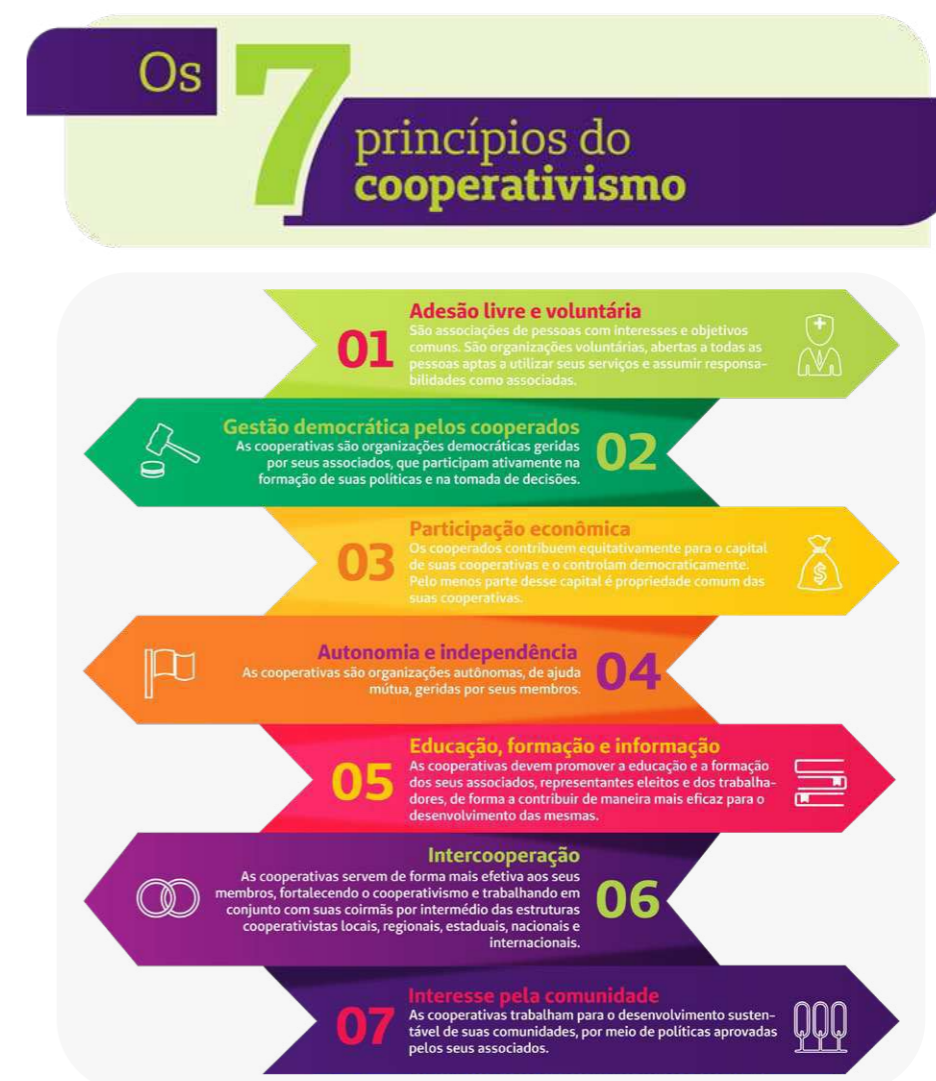 Os 7
princípios do
cooperativismo
01
Adesão livre e voluntária
São associações de pessoas com interesses e objetivos
comuns. São organizações voluntárias, abertas a todas as
pessoas aptas a utilizar seus serviços e assumir responsa-
bilidades como associadas.
02
Gestão democrática pelos cooperados
As cooperativas são organizações democráticas geridas
por seus associados, que participam ativamente na
formação de suas políticas e na tomada de decisões.
03
Participação econômica
Os cooperados contribuem equitativamente para o capital
de suas cooperativas e o controlam democraticamente.
Pelo menos parte desse capital é propriedade comum das
suas cooperativas.
04
Autonomia e independência
As cooperativas são organizações autônomas, de ajuda
mútua, geridas por seus membros.
05
Educação, formação e informação
As cooperativas devem promover a educação e a formação
dos seus associados, representantes eleitos e dos trabalha-
dores, de forma a contribuir de maneira mais eficaz para o
desenvolvimento das mesmas.
06
Intercooperação
As cooperativas servem de forma mais efetiva aos seus
membros, fortalecendo o cooperativismo e trabalhando em
conjunto com suas coirmãs por intermédio das estruturas
cooperativistas locais, regionais, estaduais, nacionais e
internacionais.
07
Interesse pela comunidade
As cooperativas trabalham para o desenvolvimento susten-
tável de suas comunidades, por meio de políticas aprovadas
pelos seus associados.